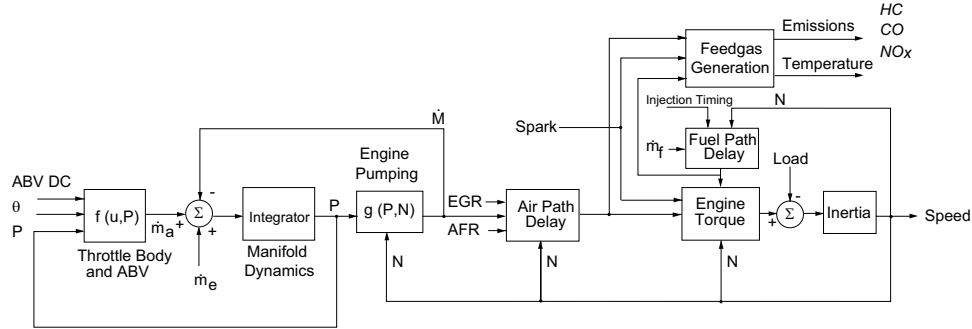 HC
CO
NOx
Emissions
Temperature
Feedgas
Generation
Injection Timing
N
Spark
ṁf
Fuel Path
Delay
Load
Ṁ
Engine
Pumping
ABV DC
θ
P
f (u,P)
ṁa
+
-
Σ
+
ṁe
Integrator
P
g (P,N)
EGR
AFR
Air Path
Delay
Engine
Torque
-
+
Σ
Inertia
Speed
Throttle Body
and ABV
Manifold
Dynamics
N
N
N